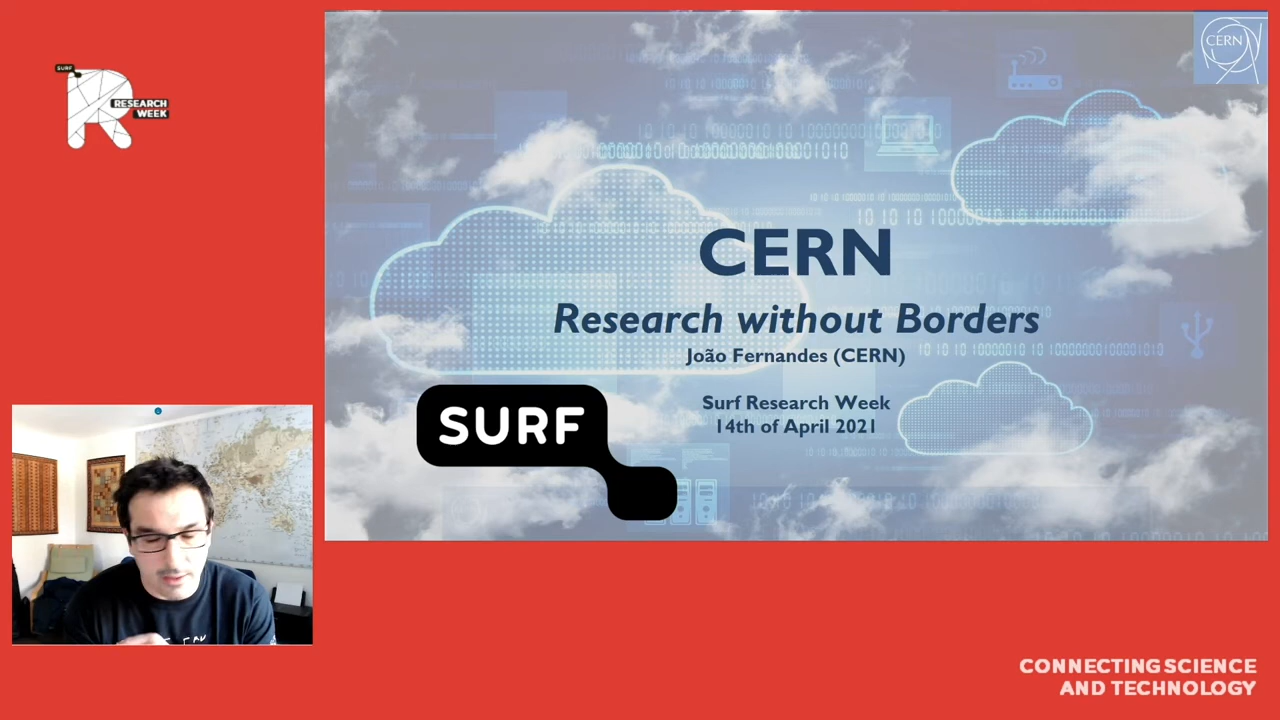 SURF
RESEARCH
WEEK
CERN
CERN
Research without Borders
João Fernandes (CERN)
Surf Research Week
14th of April 2021
SURF
CONNECTING SCIENCE
AND TECHNOLOGY